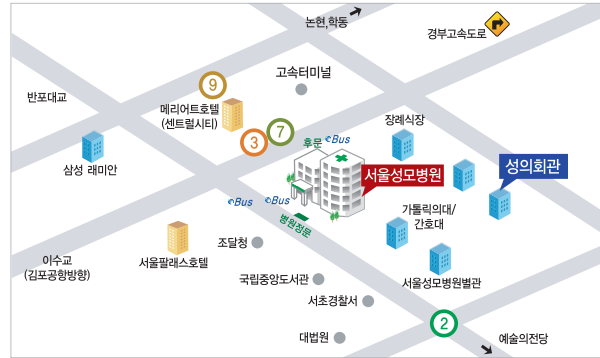 논현,학동
경부고속도로
고속터미널
9
반포대교
메리어트호텔
(센트럴시티)
3
7
장례식장
후문
Bus
삼성 래미안
서울성모병원
성의회관
Bus
Bus
병원정문
가톨릭의대/
간호대
조달청
이수교
(김포공항방향)
서울팔래스호텔
국립중앙도서관
서울성모병원별관
서초경찰서
2
대법원
예술의전당